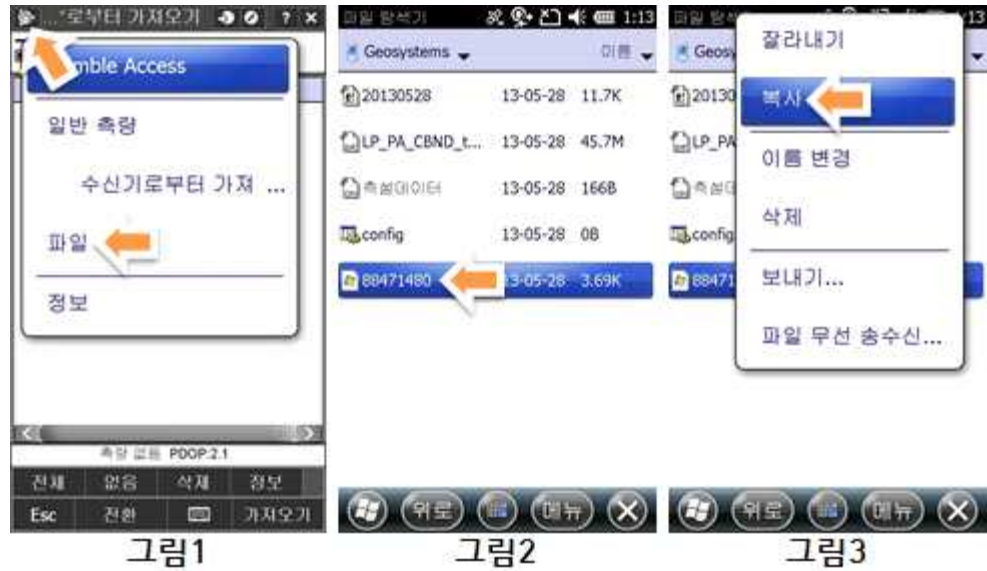 ..."로부터 가져오기 ? ×
mble Access
일반 측량
수신기로부터 가져 ...
파일
정보
측량 없음 PDOP:2.1
전체 없음 삭제 정보
Esc 전환 가져오기
그림1
파일 탐색기 1:13
Geosystems 이름
20130528 13-05-28 11.7K
LP_PA_CBND_t... 13-05-28 45.7M
측설데이터 13-05-28 166B
config 13-05-28 0B
88471480 13-05-28 3.69K
위로 메뉴
그림2
파일 탐 :13
Geosy
20130
LP_PA
측설데
config
88471
잘라내기
복사
이름 변경
삭제
보내기...
파일 무선 송수신...
위로 메뉴
그림3